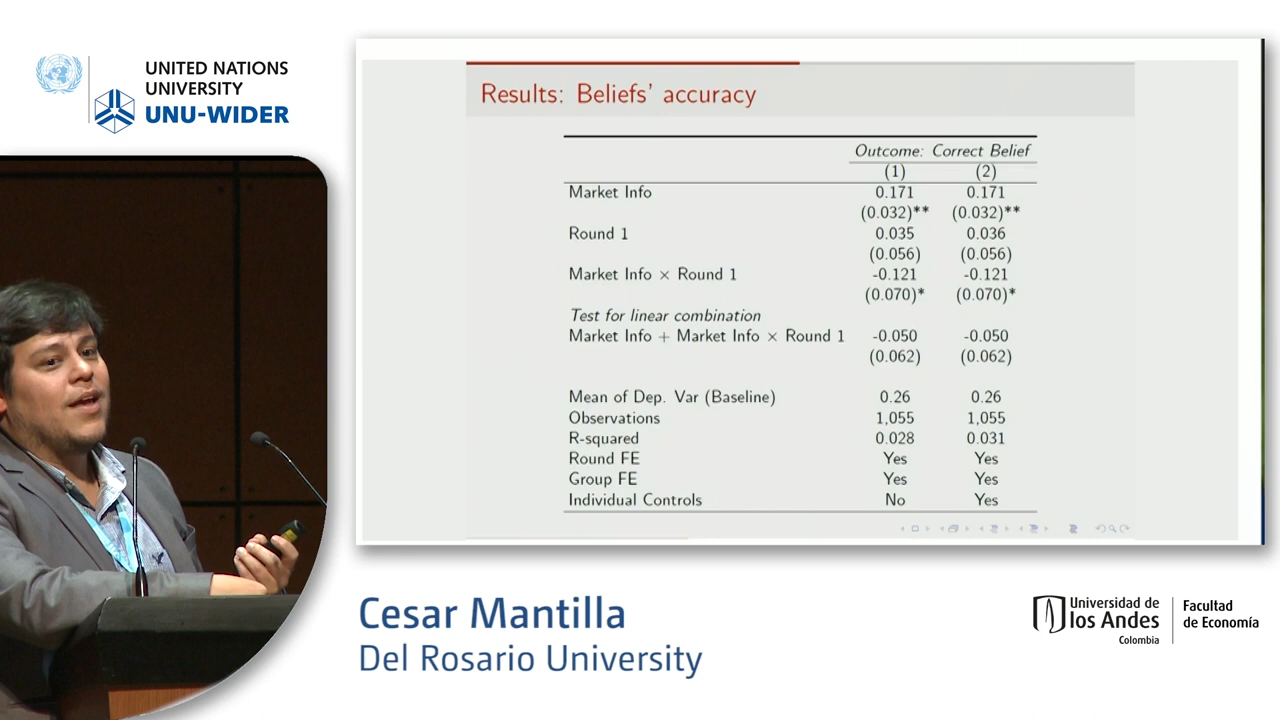 UNITED NATIONS
UNIVERSITY
UNU-WIDER
Results: Beliefs' accuracy
Outcome: Correct Belief
(1) (2)
Market Info 0.171 0.171
(0.032)** (0.032)**
Round 1 0.035 0.036
(0.056) (0.056)
Market Info × Round 1 -0.121 -0.121
(0.070)* (0.070)*
Test for linear combination
Market Info + Market Info × Round 1 -0.050 -0.050
(0.062) (0.062)
Mean of Dep. Var (Baseline) 0.26 0.26
Observations 1,055 1,055
R-squared 0.028 0.031
Round FE Yes Yes
Group FE Yes Yes
Individual Controls No Yes
Cesar Mantilla
Del Rosario University
Universidad de
los Andes
Colombia
Facultad
de Economía